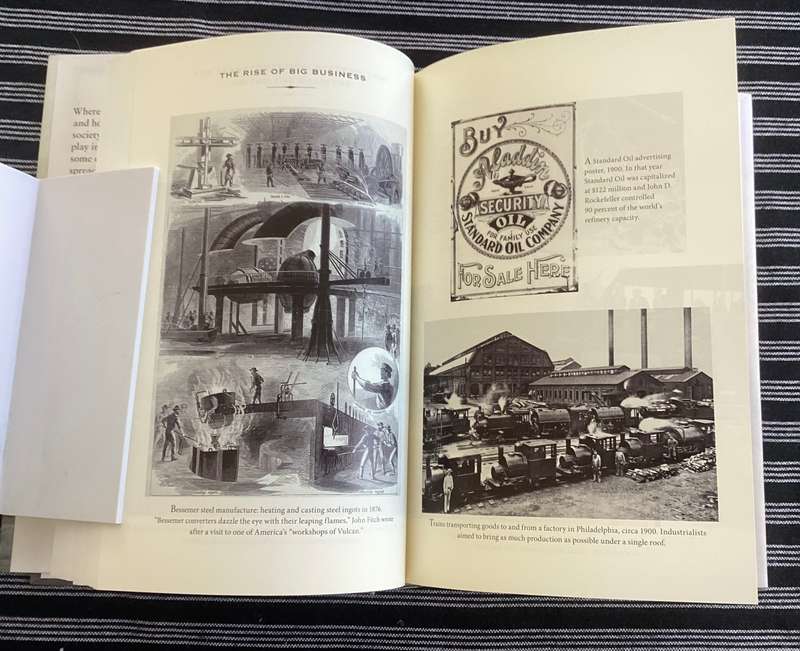 Where
and
society
play in
some
spread
THE RISE OF BIG BUSINESS
Bessemer steel manufacture: heating and casting steel ingots in 1876.
"Bessemer converters dazzle the eye with their leaping flames," John Fitch wrote
after a visit to one of America's "workshops of Vulcan."
BUY
Aladdin
SECURITY
OIL
FOR FAMILY USE
STANDARD OIL COMPANY
FOR SALE HERE
A Standard Oil advertising
poster, 1900. In that year
Standard Oil was capitalized
at $122 million and John D.
Rockefeller controlled
90 percent of the world's
refinery capacity.
Trains transporting goods to and from a factory in Philadelphia, circa 1900. Industrialists
aimed to bring as much production as possible under a single roof.